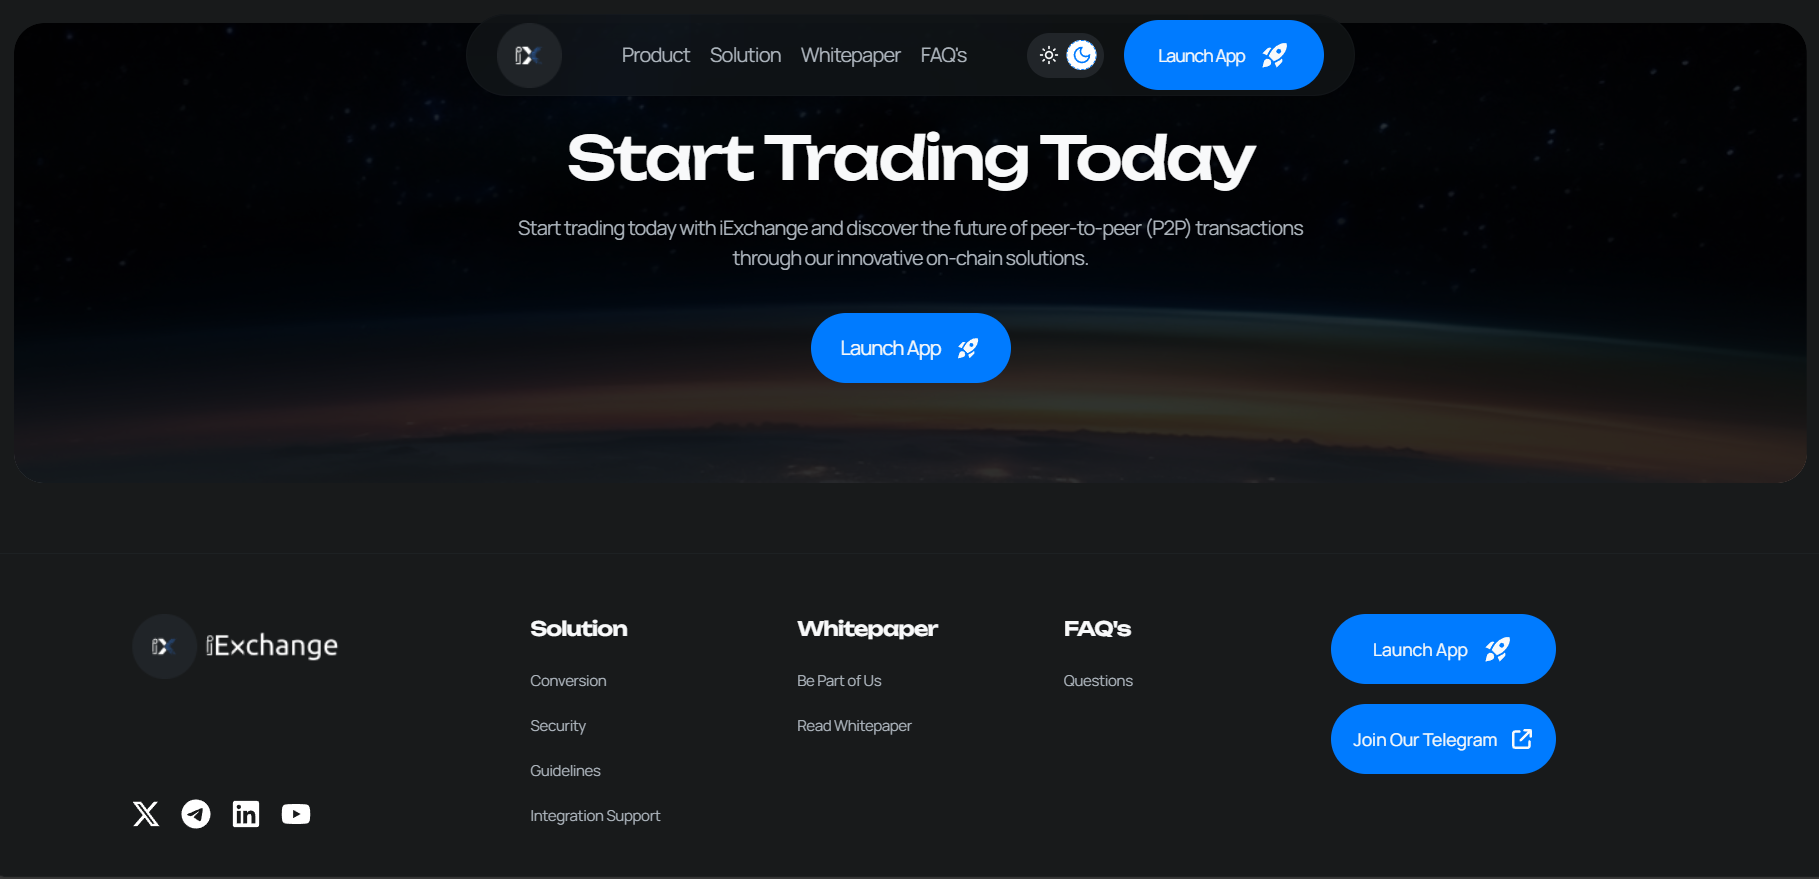 iX
Product Solution Whitepaper FAQ's
Launch App
Start Trading Today
Start trading today with iExchange and discover the future of peer-to-peer (P2P) transactions
through our innovative on-chain solutions.
Launch App
iX iExchange
Solution
Conversion
Security
Guidelines
Integration Support
Whitepaper
Be Part of Us
Read Whitepaper
FAQ's
Questions
Launch App
Join Our Telegram